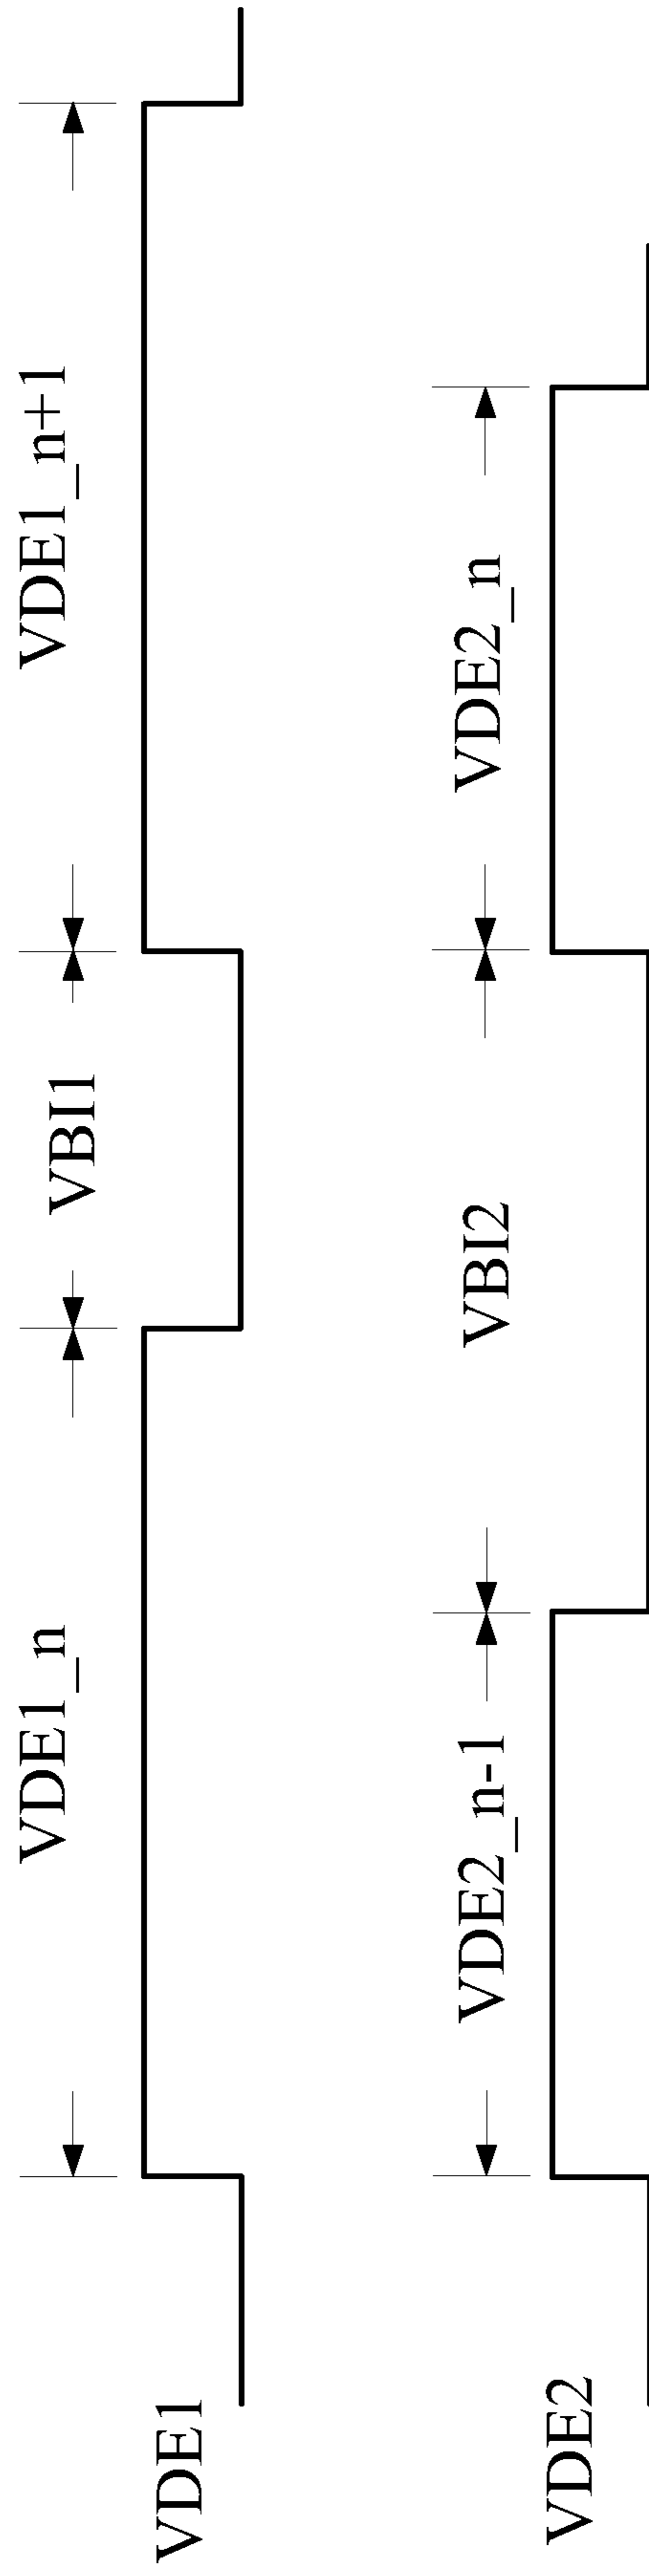 VDE1
VDE1_n
VBI1
VDE1_n+1
VDE2
VDE2_n-1
VBI2
VDE2_n